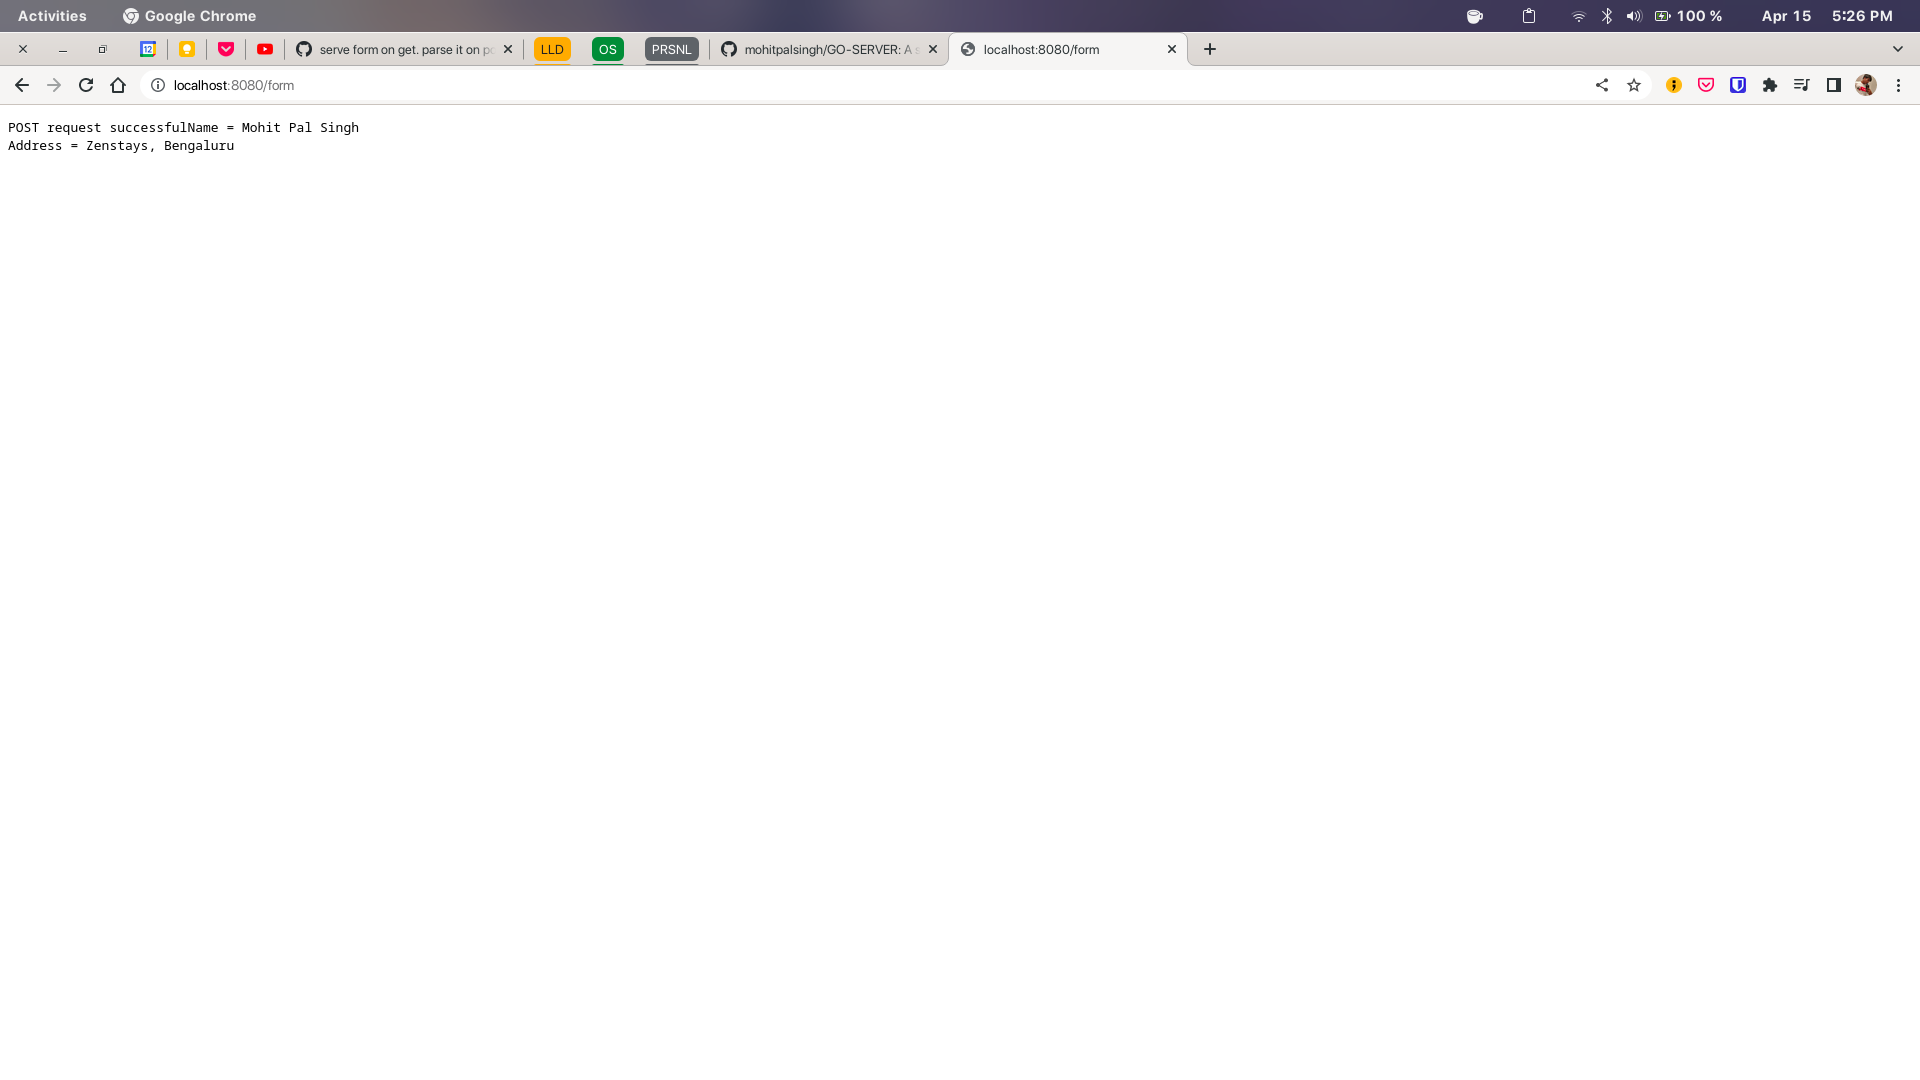 Activities Google Chrome 100 % Apr 15 5:26 PM
12 serve form on get. parse it on po LLD OS PRSNL mohitpalsingh/GO-SERVER: A s localhost:8080/form
localhost:8080/form
POST request successfulName = Mohit Pal Singh
Address = Zenstays, Bengaluru